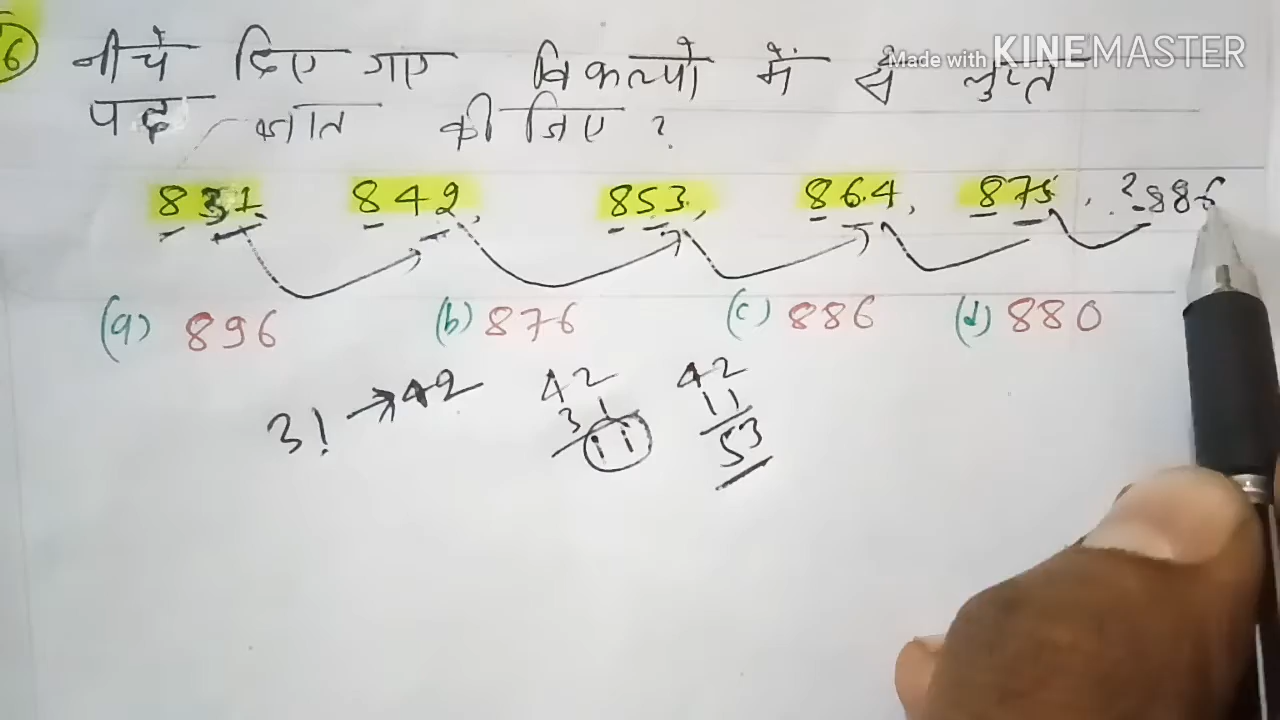 6 नीचे दिए गए विकल्पो में से लुप्त
Made with KINEMASTER
पद ज्ञात कीजिए ?
831 842, 853, 864, 875, ? 886
(a) 896 (b) 876 (c) 886 (d) 880
31 → 42 42 42
31 11
11 53